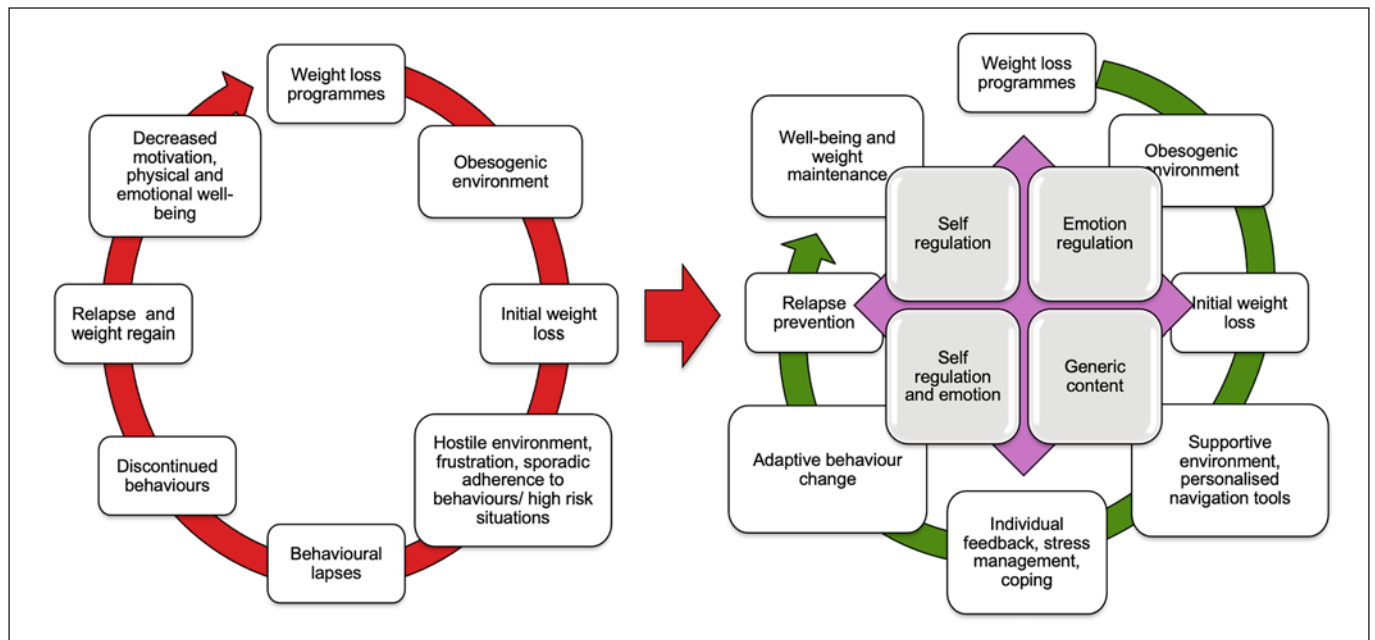 Weight loss
programmes
Obesogenic
environment
Initial weight
loss
Hostile environment,
frustration, sporadic
adherence to
behaviours/ high risk
situations
Behavioural
lapses
Discontinued
behaviours
Relapse and
weight regain
Decreased
motivation,
physical and
emotional well-
being
Weight loss
programmes
Obesogenic
environment
Initial weight
loss
Supportive
environment,
personalised
navigation tools
Individual
feedback, stress
management,
coping
Adaptive behaviour
change
Relapse
prevention
Well-being and
weight
maintenance
Self
regulation
Emotion
regulation
Self
regulation
and emotion
Generic
content